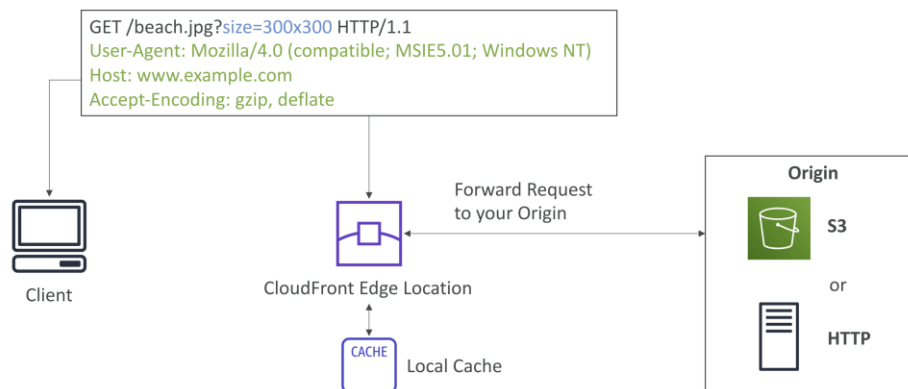 GET /beach.jpg?size=300x300 HTTP/1.1
User-Agent: Mozilla/4.0 (compatible; MSIE5.01; Windows NT)
Host: www.example.com
Accept-Encoding: gzip, deflate
Client
CloudFront Edge Location
CACHE
Local Cache
Forward Request
to your Origin
Origin
S3
or
HTTP